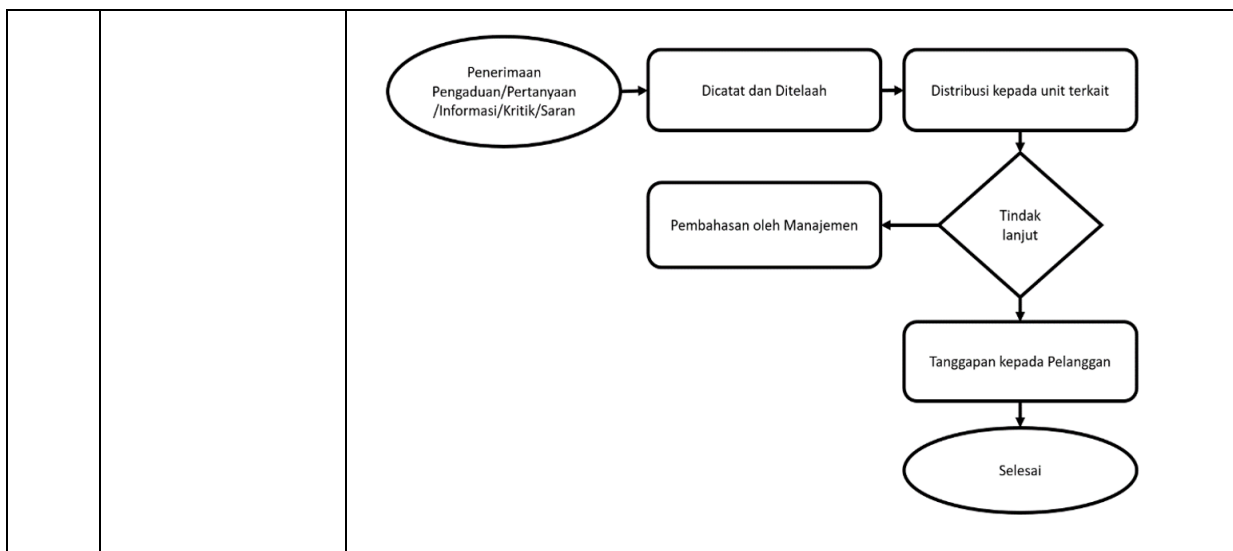 Penerimaan
Pengaduan/Pertanyaan
/Informasi/Kritik/Saran
Dicatat dan Ditelaah
Distribusi kepada unit terkait
Pembahasan oleh Manajemen
Tindak
lanjut
Tanggapan kepada Pelanggan
Selesai